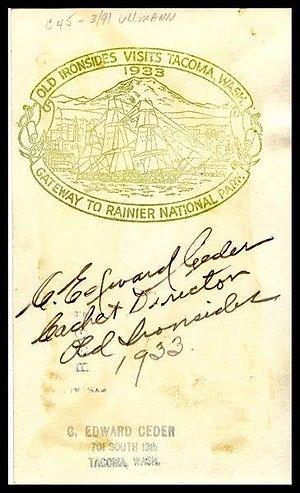 C45 - 3/91 ULLMANN
OLD IRONSIDES VISITS TACOMA, WASH.
1933
GATEWAY TO RAINIER NATIONAL PARK
C. Edward Ceder
Cachet Director
Old Ironsides
1933.
C. EDWARD CEDER
701 SOUTH 13th
TACOMA, WASH.